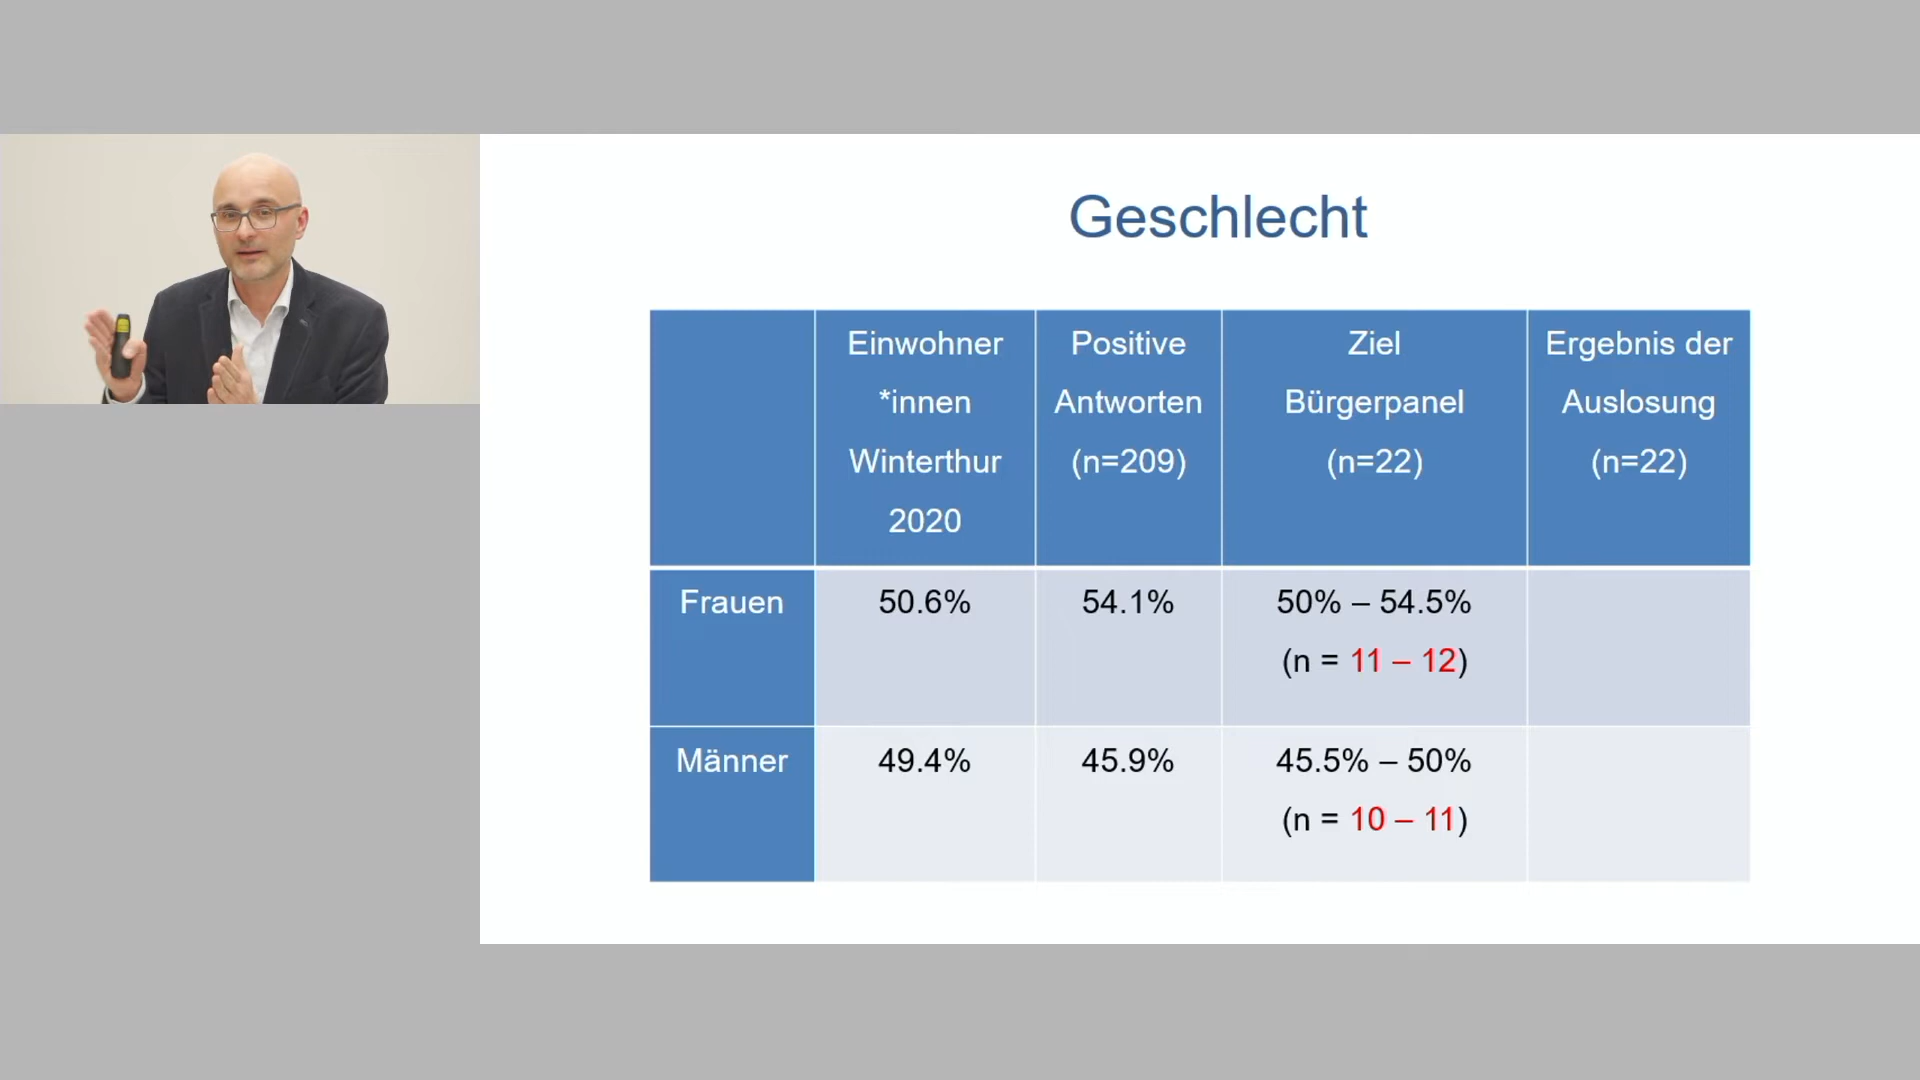 Geschlecht
Einwohner
*innen
Winterthur
2020
Positive
Antworten
(n=209)
Ziel
Bürgerpanel
(n=22)
Ergebnis der
Auslosung
(n=22)
Frauen
50.6%
54.1%
50% – 54.5%
(n = 11 – 12)
Männer
49.4%
45.9%
45.5% – 50%
(n = 10 – 11)